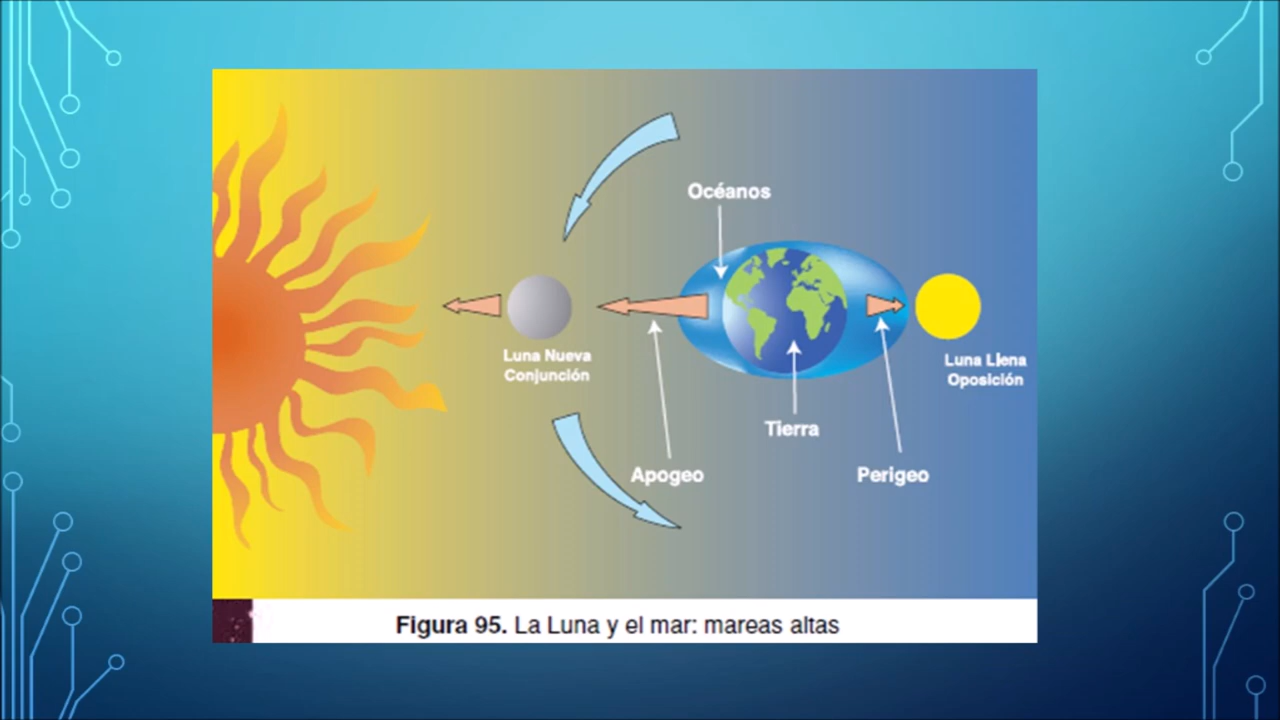 Océanos
Luna Nueva
Conjunción
Luna Llena
Oposición
Tierra
Apogeo
Perigeo
Figura 95. La Luna y el mar: mareas altas